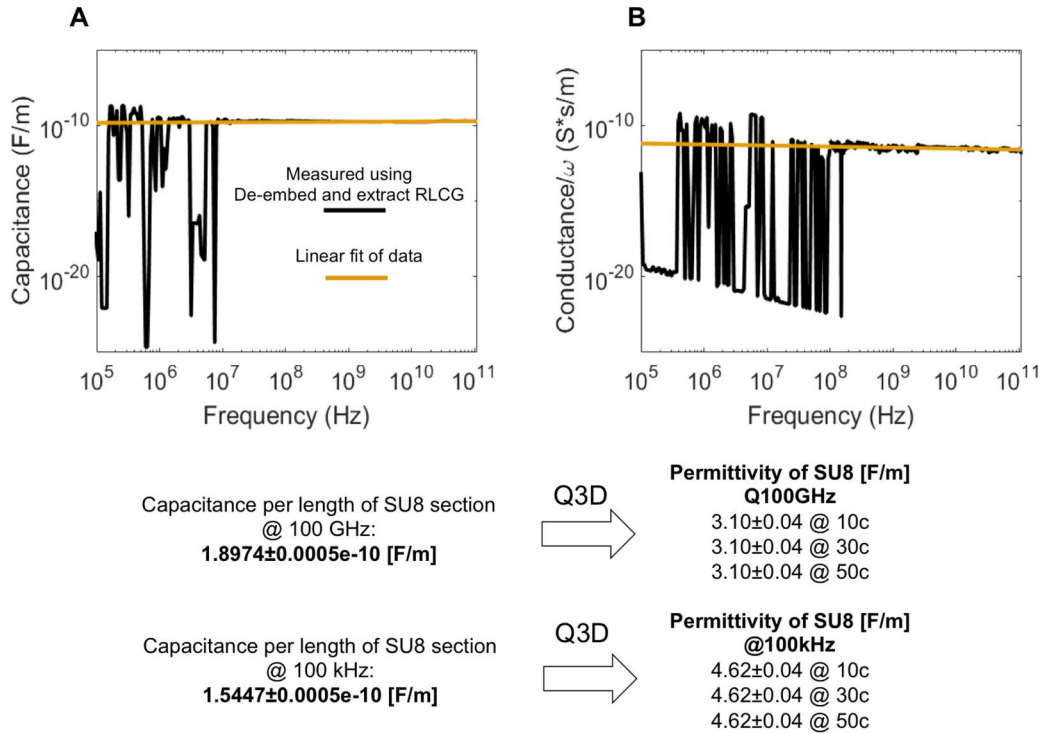 A
B
Capacitance (F/m)
10^-10
10^-20
Measured using
De-embed and extract RLCG
Linear fit of data
10^5 10^6 10^7 10^8 10^9 10^10 10^11
Frequency (Hz)
Conductance/ω (S*s/m)
10^-10
10^-20
10^5 10^6 10^7 10^8 10^9 10^10 10^11
Frequency (Hz)
Capacitance per length of SU8 section
@ 100 GHz:
1.8974±0.0005e-10 [F/m]
Q3D
Permittivity of SU8 [F/m]
Q100GHz
3.10±0.04 @ 10c
3.10±0.04 @ 30c
3.10±0.04 @ 50c
Capacitance per length of SU8 section
@ 100 kHz:
1.5447±0.0005e-10 [F/m]
Q3D
Permittivity of SU8 [F/m]
@100kHz
4.62±0.04 @ 10c
4.62±0.04 @ 30c
4.62±0.04 @ 50c